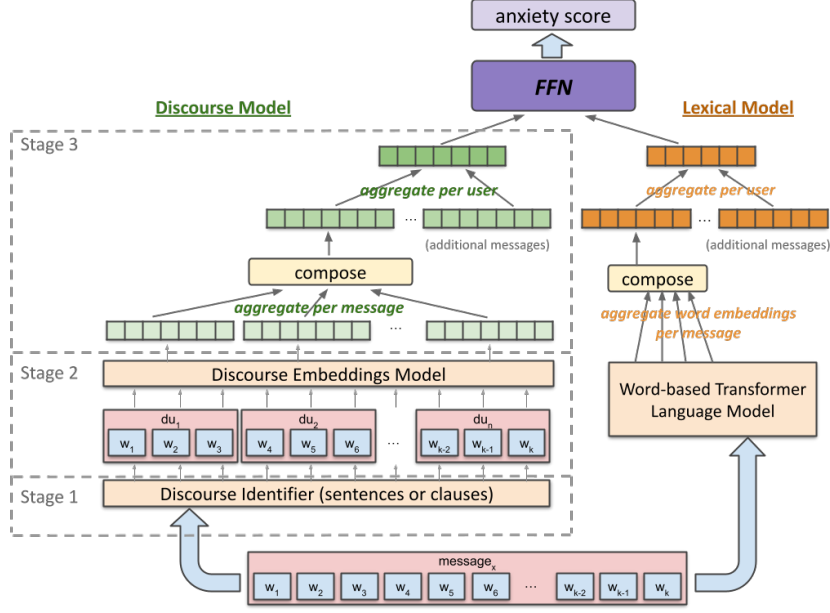 anxiety score
FFN
Discourse Model
Lexical Model
Stage 3
aggregate per user
aggregate per user
...
...
(additional messages)
(additional messages)
compose
compose
aggregate per message
aggregate word embeddings
per message
...
Stage 2
Discourse Embeddings Model
Word-based Transformer
Language Model
du1 du2 dun
w1 w2 w3 w4 w5 w6 ... wk-2 wk-1 wk
Stage 1
Discourse Identifier (sentences or clauses)
messagex
w1 w2 w3 w4 w5 w6 ... wk-2 wk-1 wk